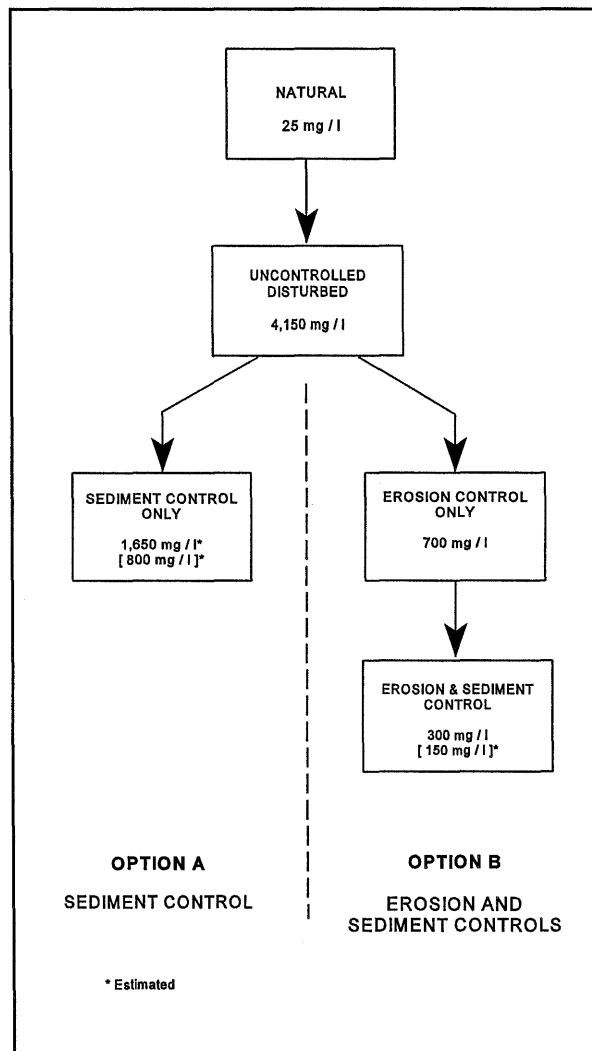 NATURAL
25 mg / l
UNCONTROLLED
DISTURBED
4,150 mg / l
SEDIMENT CONTROL
ONLY
1,650 mg / l*
[ 800 mg / l ]*
EROSION CONTROL
ONLY
700 mg / l
EROSION & SEDIMENT
CONTROL
300 mg / l
[ 150 mg / l ]*
OPTION A
SEDIMENT CONTROL
OPTION B
EROSION AND
SEDIMENT CONTROLS
* Estimated